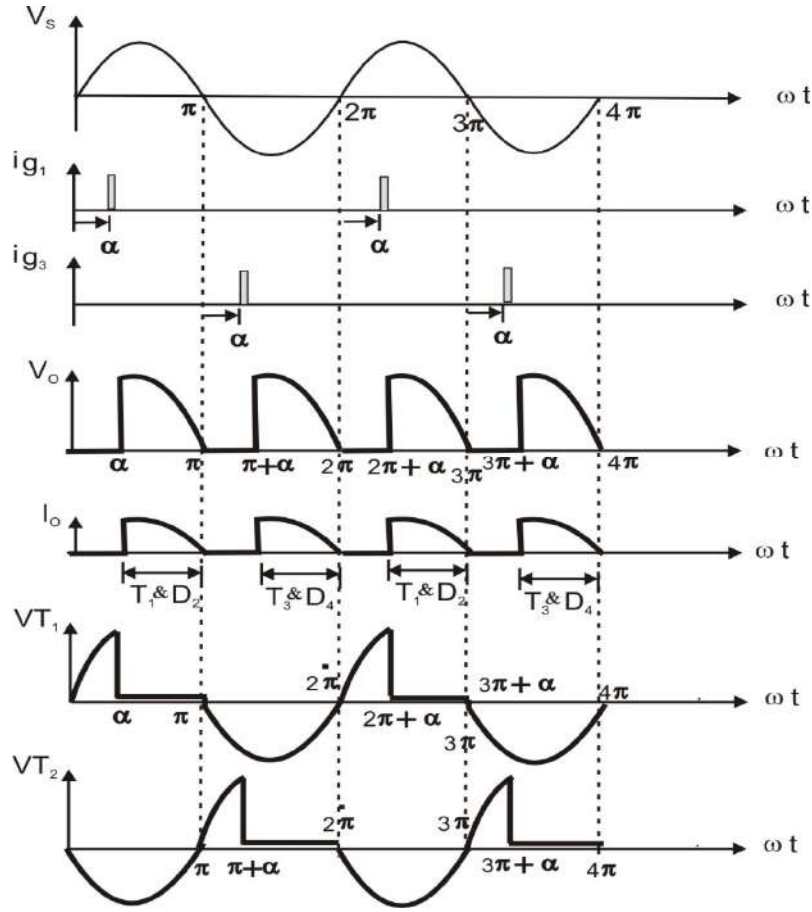 Vs
π 2π 3π 4π ωt
ig1
α α ωt
ig3
α α ωt
Vo
α π π+α 2π 2π+α 3π 3π+α 4π ωt
Io
ωt
T1&D2 T3&D4 T1&D2 T3&D4
VT1
α π 2π 2π+α 3π 3π+α 4π ωt
VT2
π π+α 2π 3π 3π+α 4π ωt